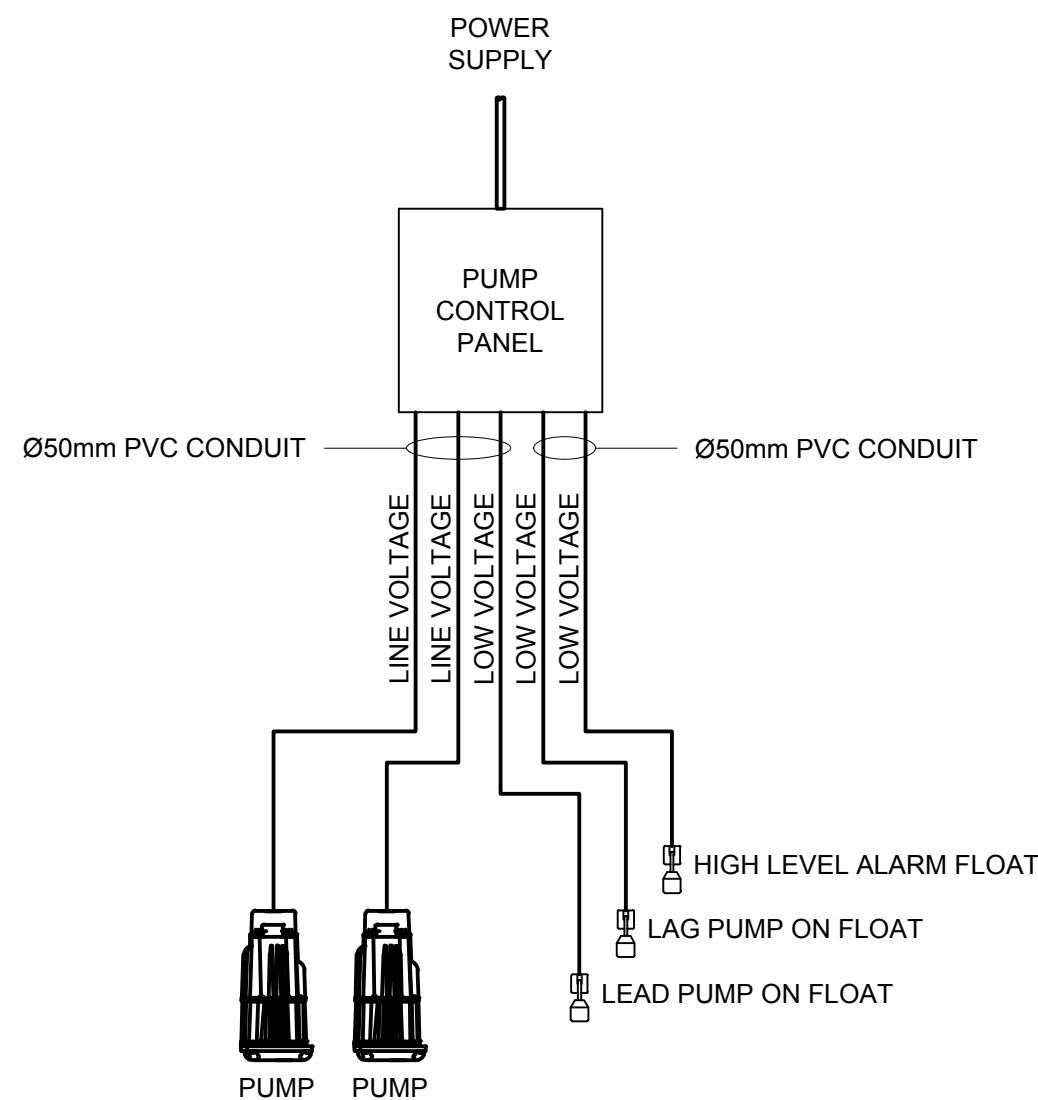 POWER
SUPPLY
PUMP
CONTROL
PANEL
Ø50mm PVC CONDUIT
Ø50mm PVC CONDUIT
LINE VOLTAGE
LINE VOLTAGE
LOW VOLTAGE
LOW VOLTAGE
LOW VOLTAGE
HIGH LEVEL ALARM FLOAT
LAG PUMP ON FLOAT
LEAD PUMP ON FLOAT
PUMP
PUMP